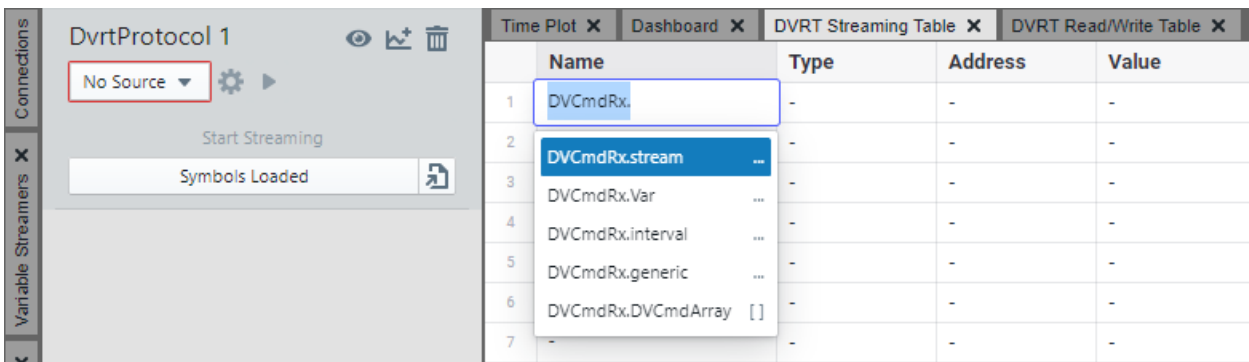 Connections
Variable Streamers
DvrtProtocol 1
No Source
Start Streaming
Symbols Loaded
Time Plot Dashboard DVRT Streaming Table DVRT Read/Write Table
Name Type Address Value
1 DVCmdRx. - - -
2 - - -
DVCmdRx.stream ...
3 - - -
DVCmdRx.Var ...
4 - - -
DVCmdRx.interval ...
5 - - -
DVCmdRx.generic ...
6 - - -
DVCmdRx.DVCmdArray [ ]
7 - - - -